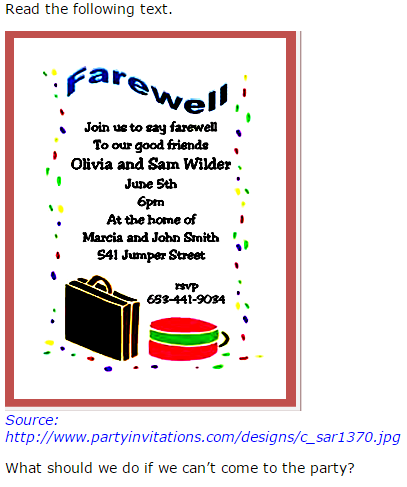 Read the following text.
Farewell
Join us to say farewell
To our good friends
Olivia and Sam Wilder
June 5th
6pm
At the home of
Marcia and John Smith
541 Jumper Street
rsvp
653-441-9034
Source:
http://www.partyinvitations.com/designs/c_sar1370.jpg
What should we do if we can’t come to the party?